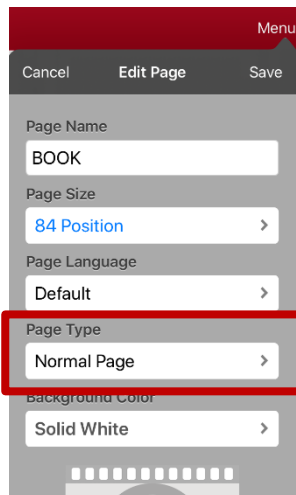 Menu
Cancel Edit Page Save
Page Name
BOOK
Page Size
84 Position
Page Language
Default
Page Type
Normal Page
Background Color
Solid White